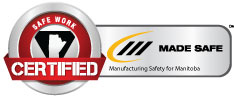 SAFE WORK
CERTIFIED
MADE SAFE
Manufacturing Safety for Manitoba